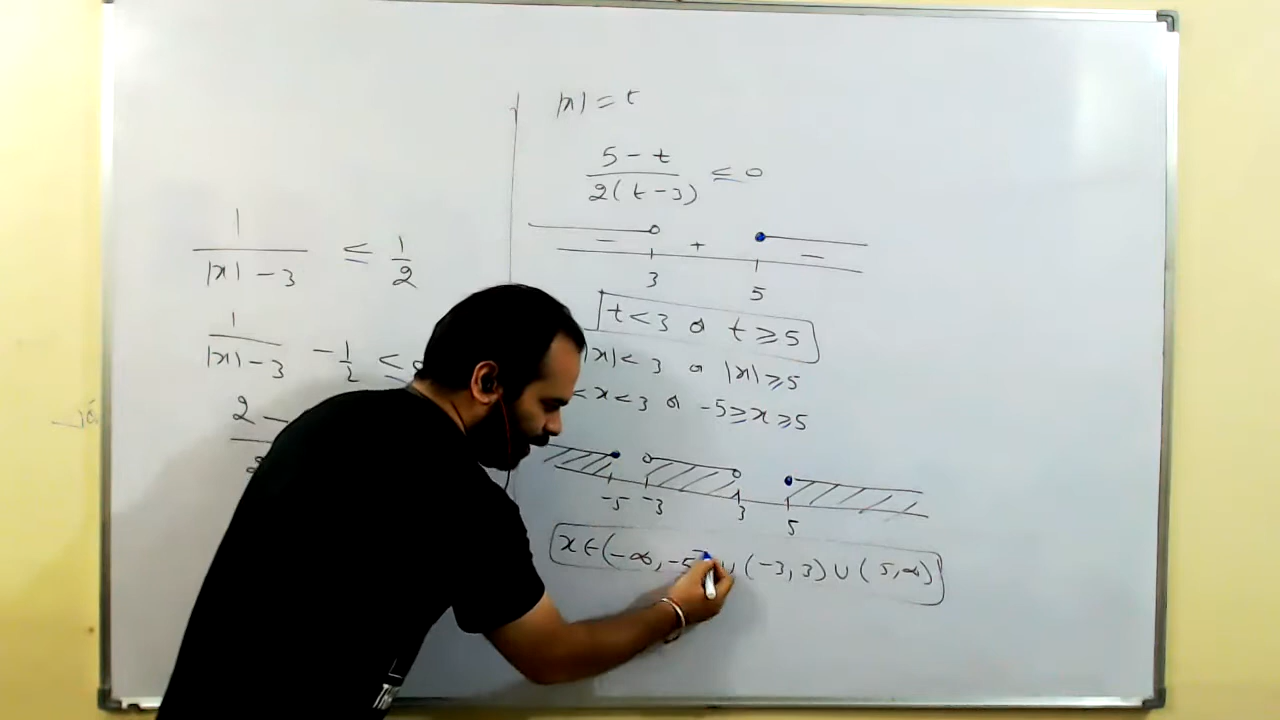 1
|x| - 3 ≤ 1/2
1
|x| - 3 - 1/2 ≤
2 -
|x| = t
5 - t
2(t - 3) ≤ 0
- + -
3 5
t < 3 or t ≥ 5
|x| < 3 or |x| ≥ 5
< x < 3 or -5 ≥ x ≥ 5
-5 -3 3 5
x ∈ (-∞, -5 ∪ (-3, 3) ∪ ( 5, ∞)